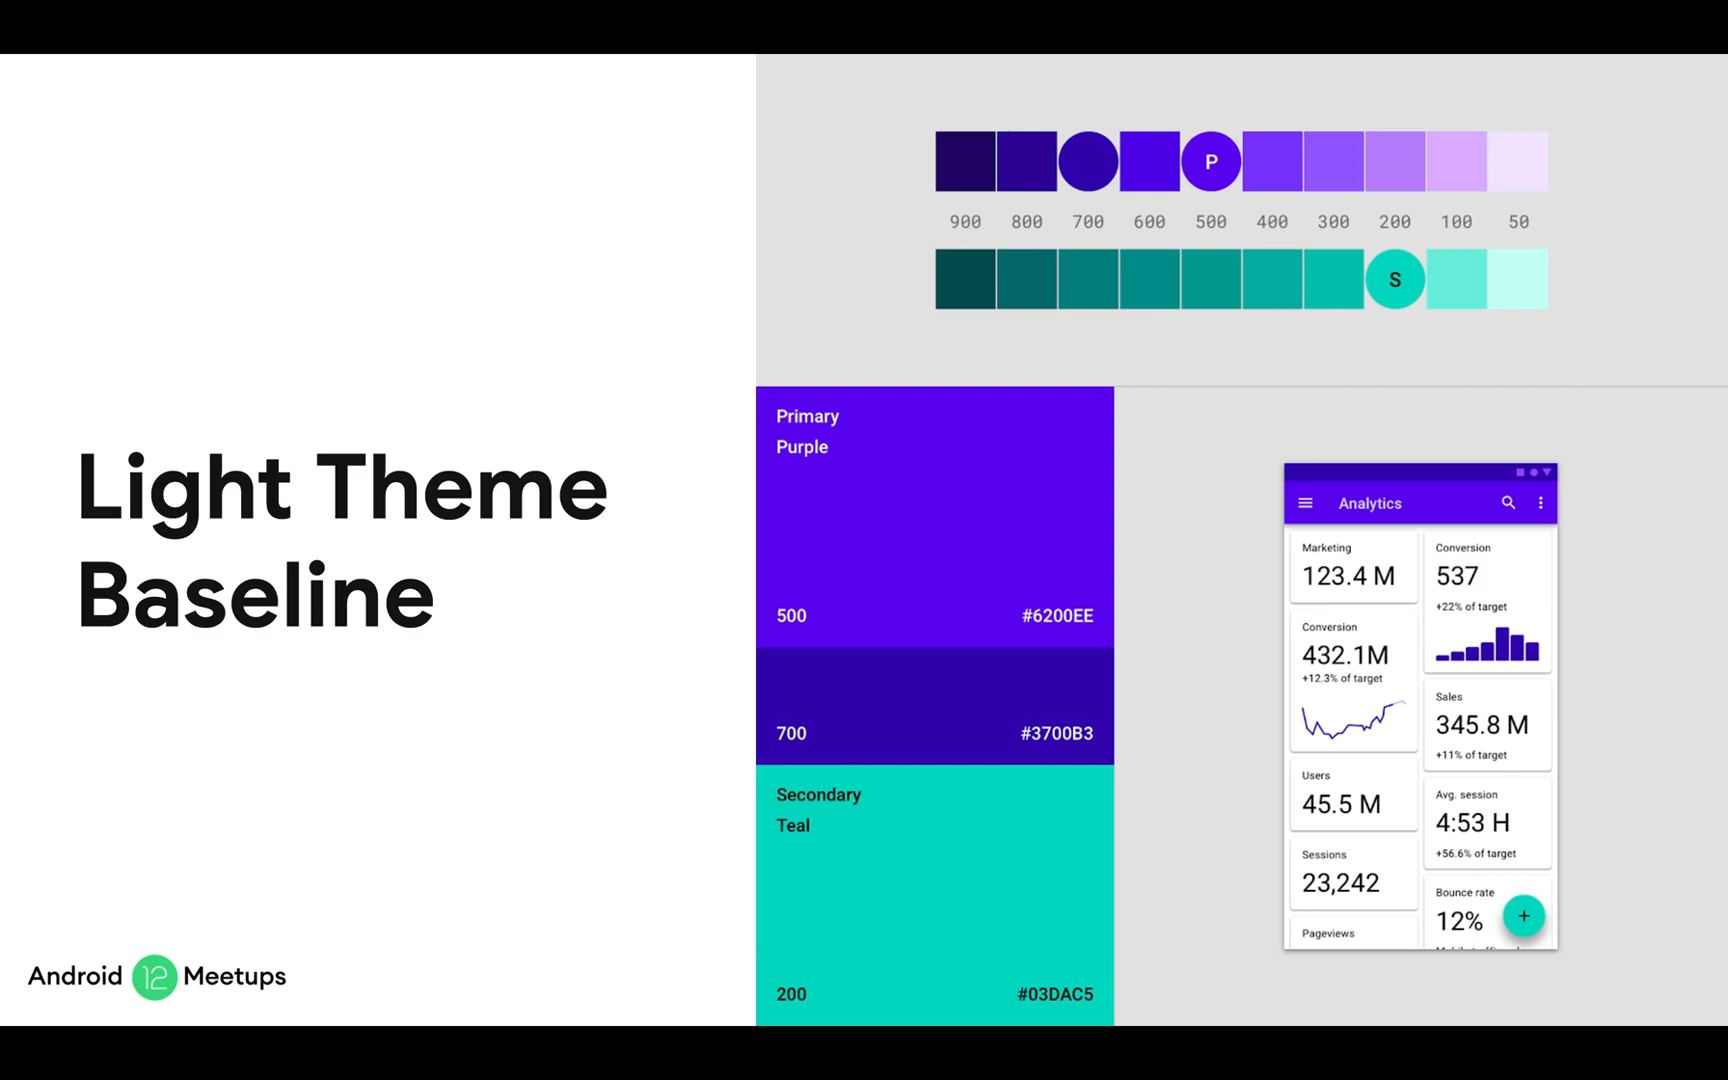 Light Theme
Baseline
Android 12 Meetups
P
900 800 700 600 500 400 300 200 100 50
S
Primary
Purple
500 #6200EE
700 #3700B3
Secondary
Teal
200 #03DAC5
Analytics
Marketing
123.4 M
Conversion
432.1M
+12.3% of target
Users
45.5 M
Sessions
23,242
Pageviews
Conversion
537
+22% of target
Sales
345.8 M
+11% of target
Avg. session
4:53 H
+56.6% of target
Bounce rate
12%
+